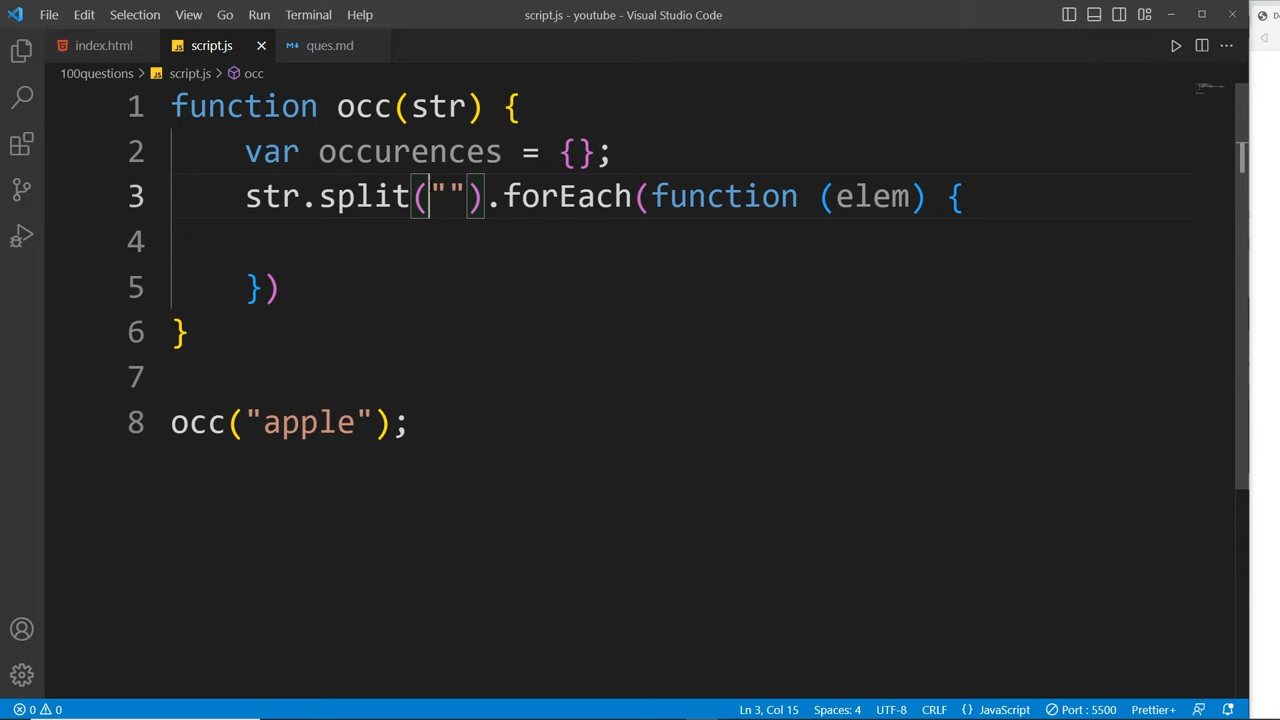 File Edit Selection View Go Run Terminal Help script.js - youtube - Visual Studio Code
index.html JS script.js ques.md
100questions > JS script.js > occ
1 function occ(str) {
2 var occurences = {};
3 str.split("").forEach(function (elem) {
4
5 })
6 }
7
8 occ("apple");
0 0 Ln 3, Col 15 Spaces: 4 UTF-8 CRLF {} JavaScript Port : 5500 Prettier+